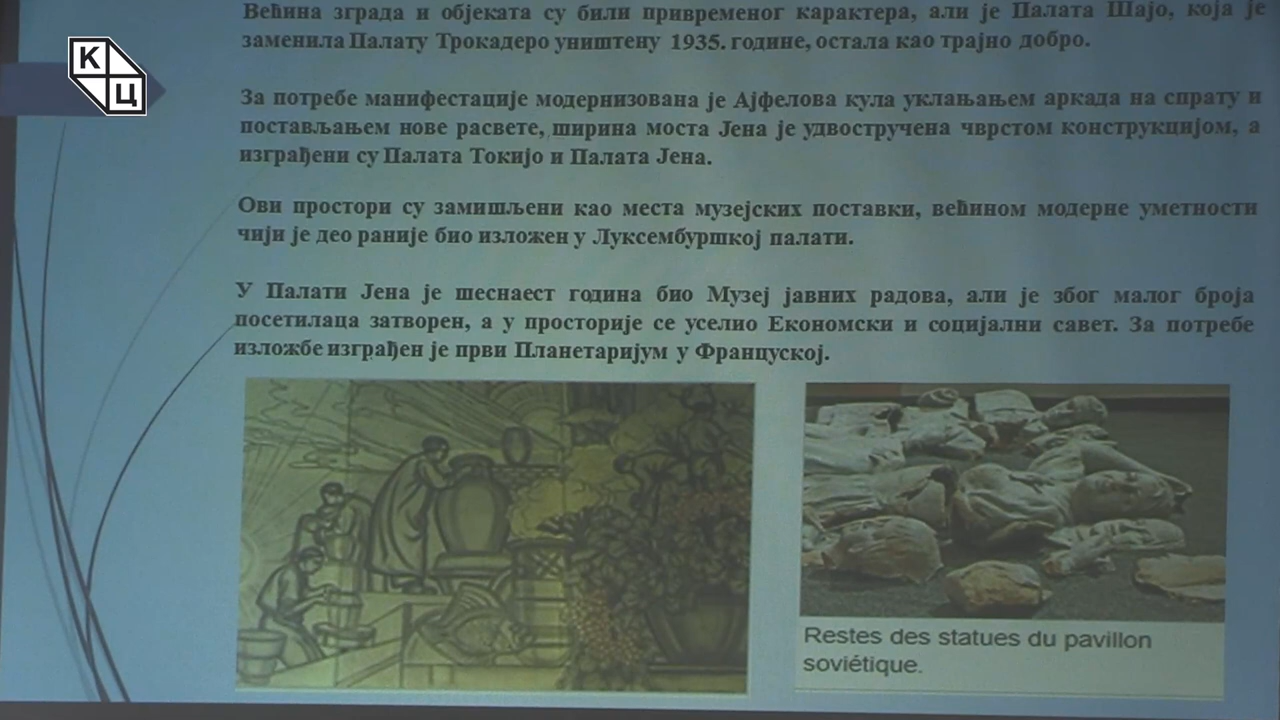 Већина зграда и објеката су били привременог карактера, али је Палата Шајо, која је
заменила Палату Трокадеро уништену 1935. године, остала као трајно добро.
К
Ц
За потребе манифестације модернизована је Ајфелова кула уклањањем аркада на спрату и
постављањем нове расвете, ширина моста Јена је удвостручена чврстом конструкцијом, а
изграђени су Палата Токијо и Палата Јена.
Ови простори су замишљени као места музејских поставки, већином модерне уметности
чији је део раније био изложен у Луксембуршкој палати.
У Палати Јена је шеснаест година био Музеј јавних радова, али је због малог броја
посетилаца затворен, а у просторије се уселио Економски и социјални савет. За потребе
изложбе изграђен је први Планетаријум у Француској.
Restes des statues du pavillon
soviétique.